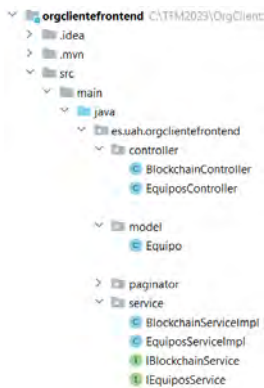 orgclientefrontend C:\TFM2023\OrgClient
.idea
.mvn
src
main
java
es.uah.orgclientefrontend
controller
BlockchainController
EquiposController
model
Equipo
paginator
service
BlockchainServiceImpl
EquiposServiceImpl
IBlockchainService
IEquiposService